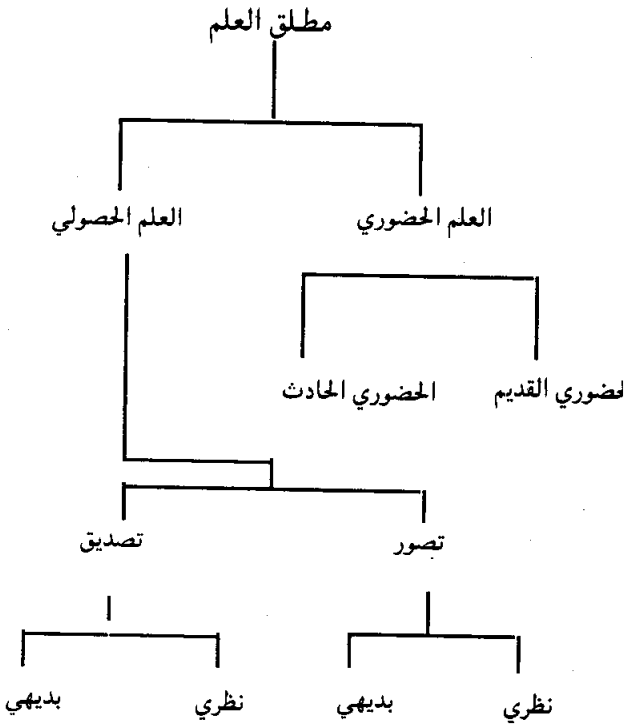 مطلق العلم
العلم الحضوري العلم الحصولي
لحضوري القديم الحضوري الحادث
تصور تصديق
نظري بديهي نظري بديهي